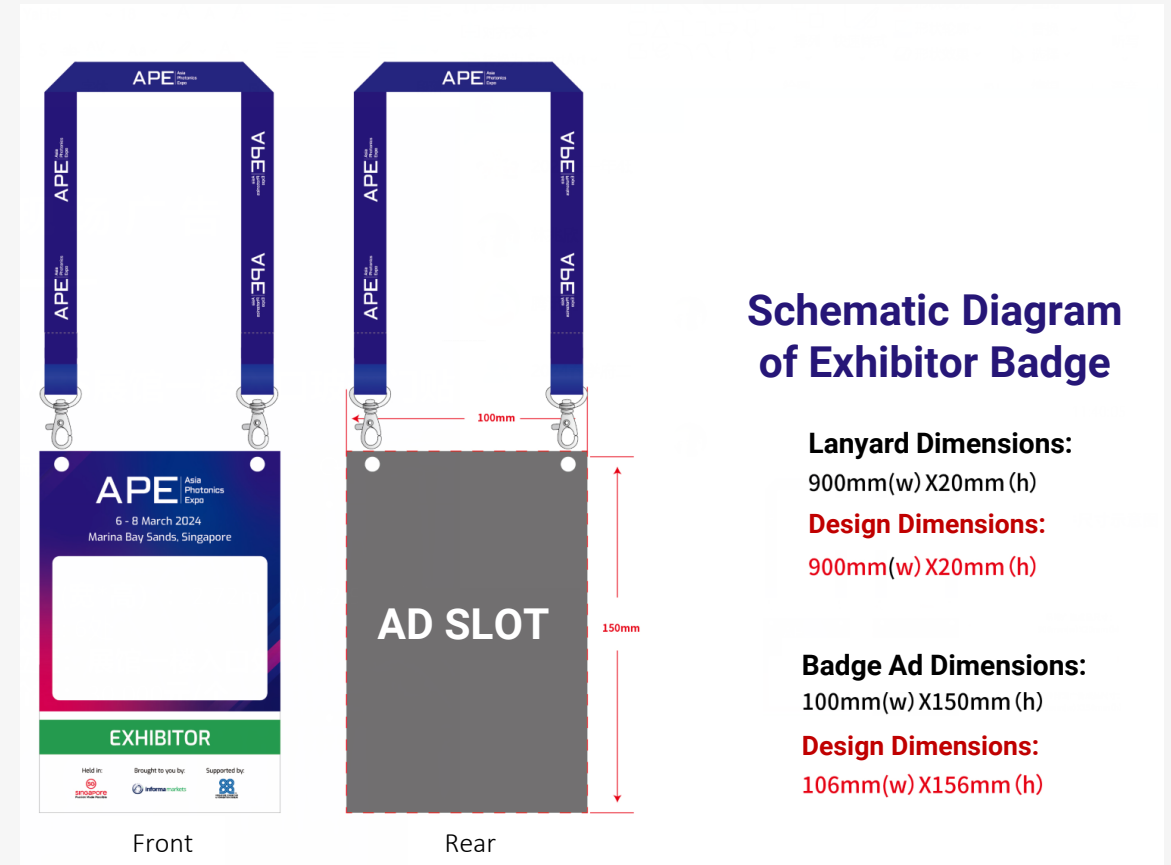 APE Asia Photonics Expo
APE Asia Photonics Expo
APE Asia Photonics Expo
APE Asia Photonics Expo
APE Asia Photonics Expo
APE Asia Photonics Expo
APE Asia Photonics Expo
APE Asia Photonics Expo
APE Asia Photonics Expo
APE Asia Photonics Expo
100mm
APE
Asia
Photonics
Expo
6 - 8 March 2024
Marina Bay Sands, Singapore
EXHIBITOR
Held in:
Brought to you by:
Supported by:
SINGAPORE
informa markets
Front
AD SLOT
150mm
Rear
Schematic Diagram
of Exhibitor Badge
Lanyard Dimensions:
900mm(w) X20mm (h)
Design Dimensions:
900mm(w) X20mm (h)
Badge Ad Dimensions:
100mm(w) X150mm (h)
Design Dimensions:
106mm(w) X156mm (h)